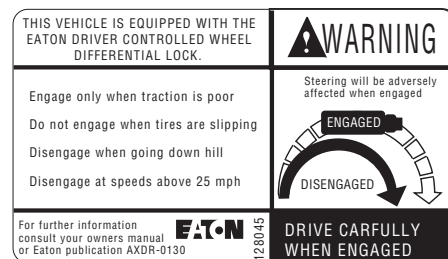 THIS VEHICLE IS EQUIPPED WITH THE
EATON DRIVER CONTROLLED WHEEL
DIFFERENTIAL LOCK.
Engage only when traction is poor
Do not engage when tires are slipping
Disengage when going down hill
Disengage at speeds above 25 mph
For further information
consult your owners manual
or Eaton publication AXDR-0130
EATON
128045
WARNING
Steering will be adversely
affected when engaged
ENGAGED
DISENGAGED
DRIVE CARFULLY
WHEN ENGAGED